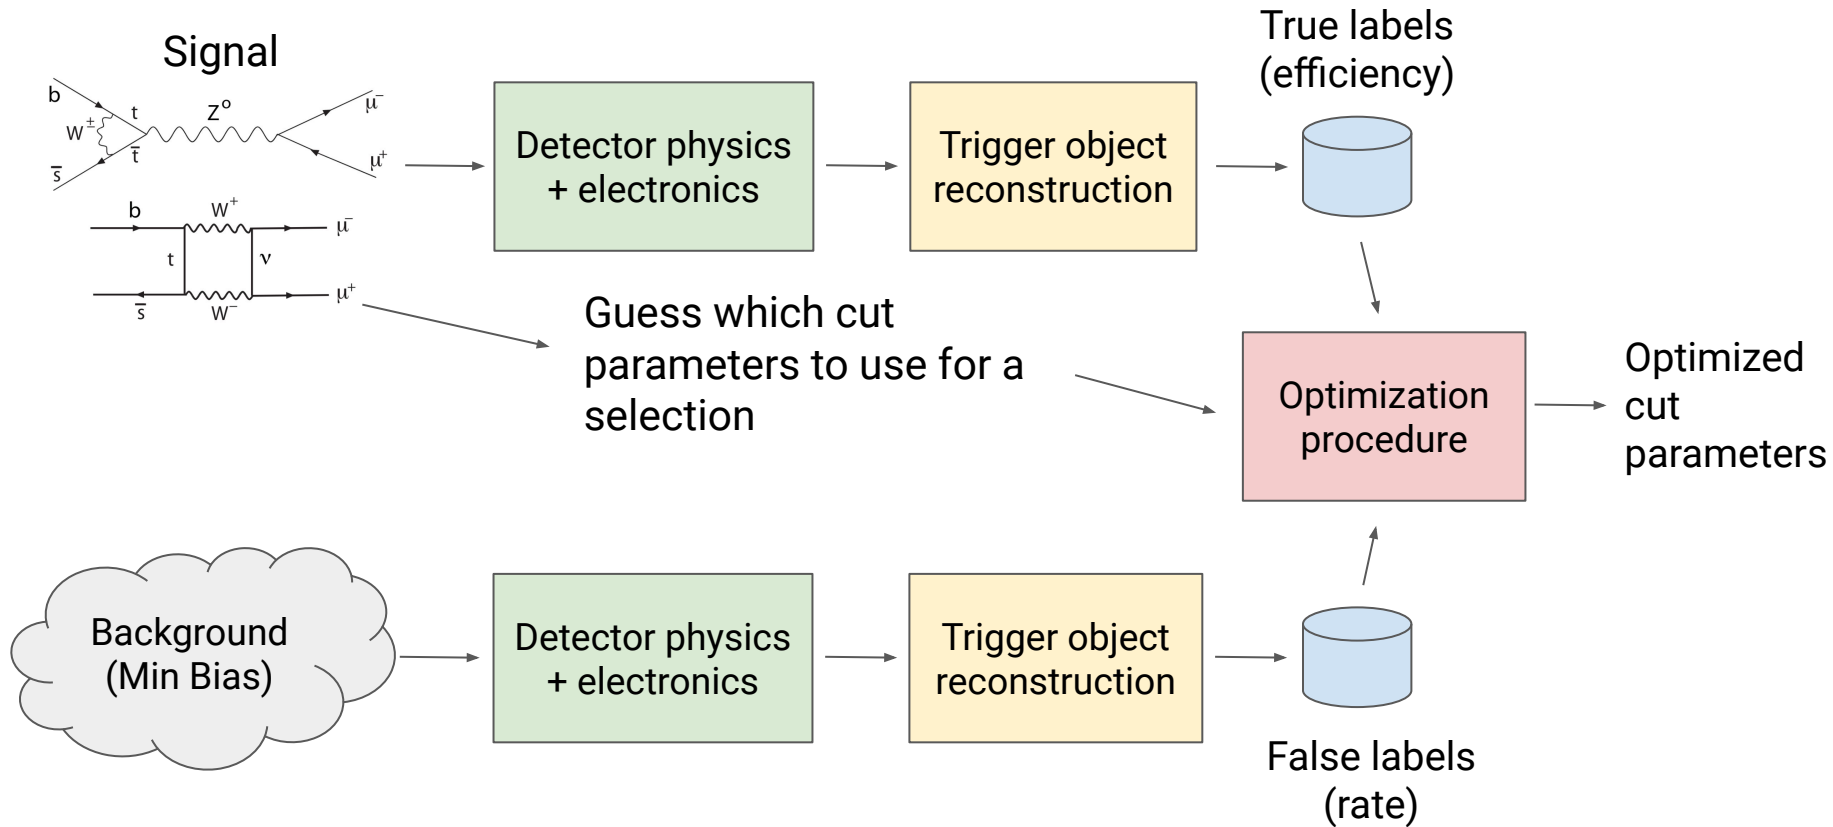 Signal
b
t
Z⁰
μ⁻
W±
s̅
t̅
μ⁺
b
W⁺
μ⁻
t
ν
s̅
W⁻
μ⁺
Detector physics
+ electronics
Trigger object
reconstruction
True labels
(efficiency)
Guess which cut
parameters to use for a
selection
Optimization
procedure
Optimized
cut
parameters
Background
(Min Bias)
Detector physics
+ electronics
Trigger object
reconstruction
False labels
(rate)